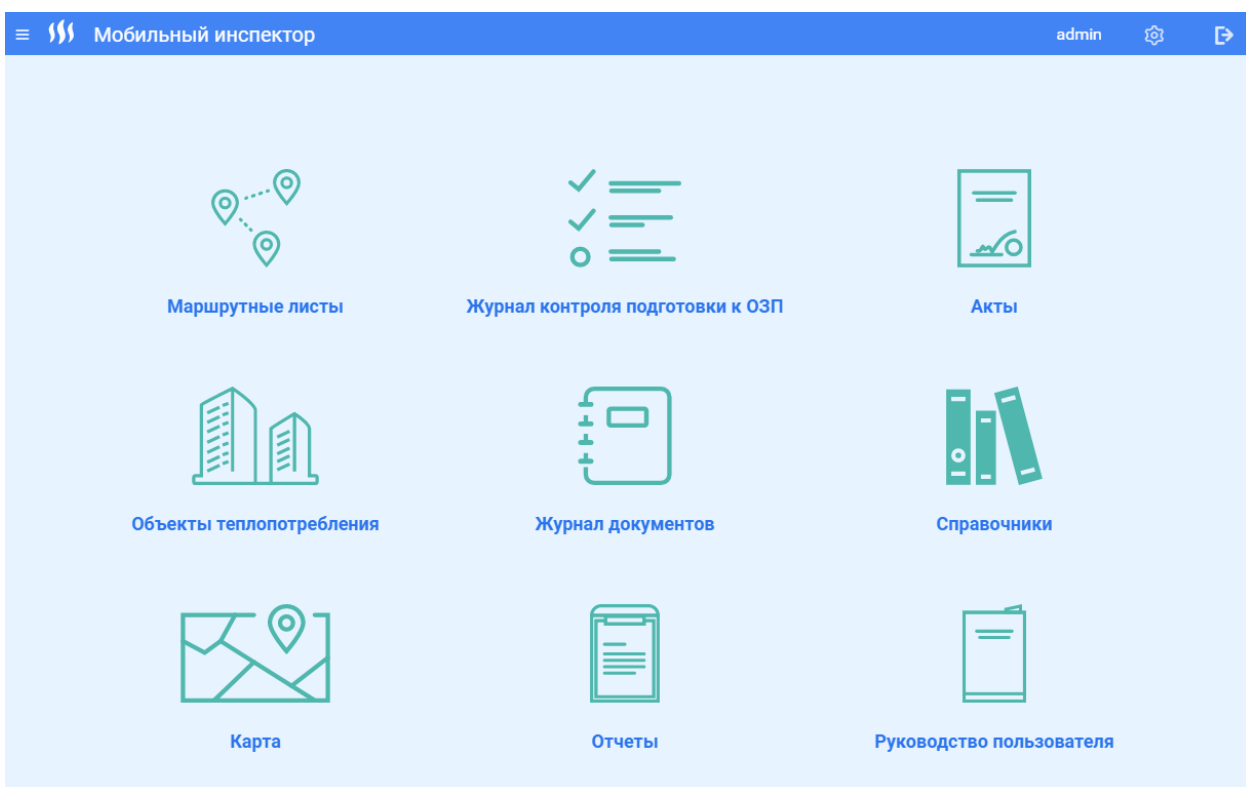 Мобильный инспектор
admin
Маршрутные листы
Журнал контроля подготовки к ОЗП
Акты
Объекты теплопотребления
Журнал документов
Справочники
Карта
Отчеты
Руководство пользователя